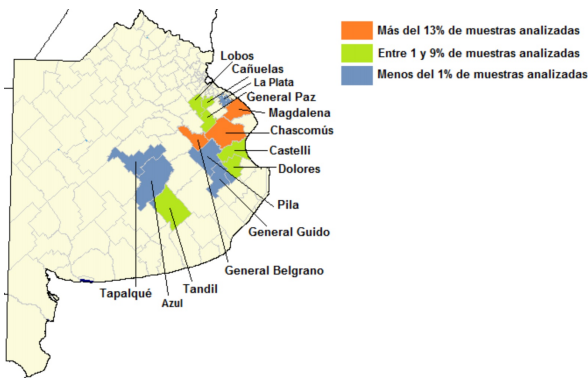 Más del 13% de muestras analizadas
Entre 1 y 9% de muestras analizadas
Menos del 1% de muestras analizadas
Lobos
Cañuelas
La Plata
General Paz
Magdalena
Chascomús
Castelli
Dolores
Pila
General Guido
General Belgrano
Tandil
Azul
Tapalqué